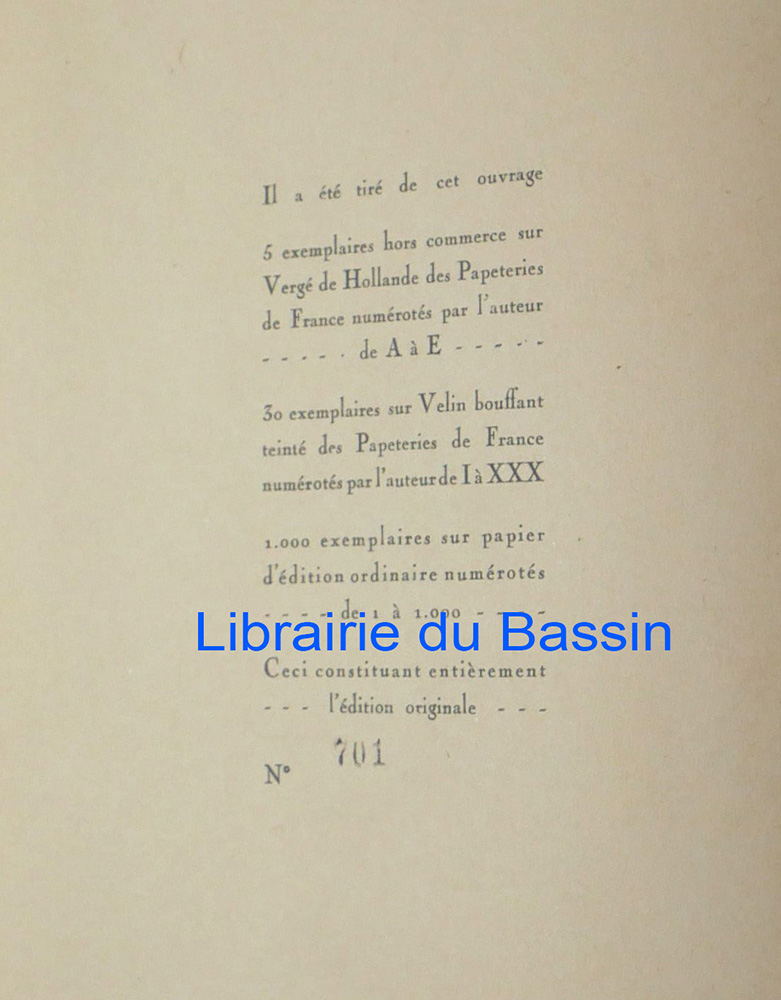 Il a été tiré de cet ouvrage
5 exemplaires hors commerce sur
Vergé de Hollande des Papeteries
de France numérotés par l'auteur
- - - - - de A à E - - - - -
30 exemplaires sur Velin bouffant
teinté des Papeteries de France
numérotés par l'auteur de I à XXX
1.000 exemplaires sur papier
d'édition ordinaire numérotés
- - - - de 1 à 1.000 - - - -
Librairie du Bassin
Ceci constituant entièrement
- - - l'édition originale - - -
701
N°